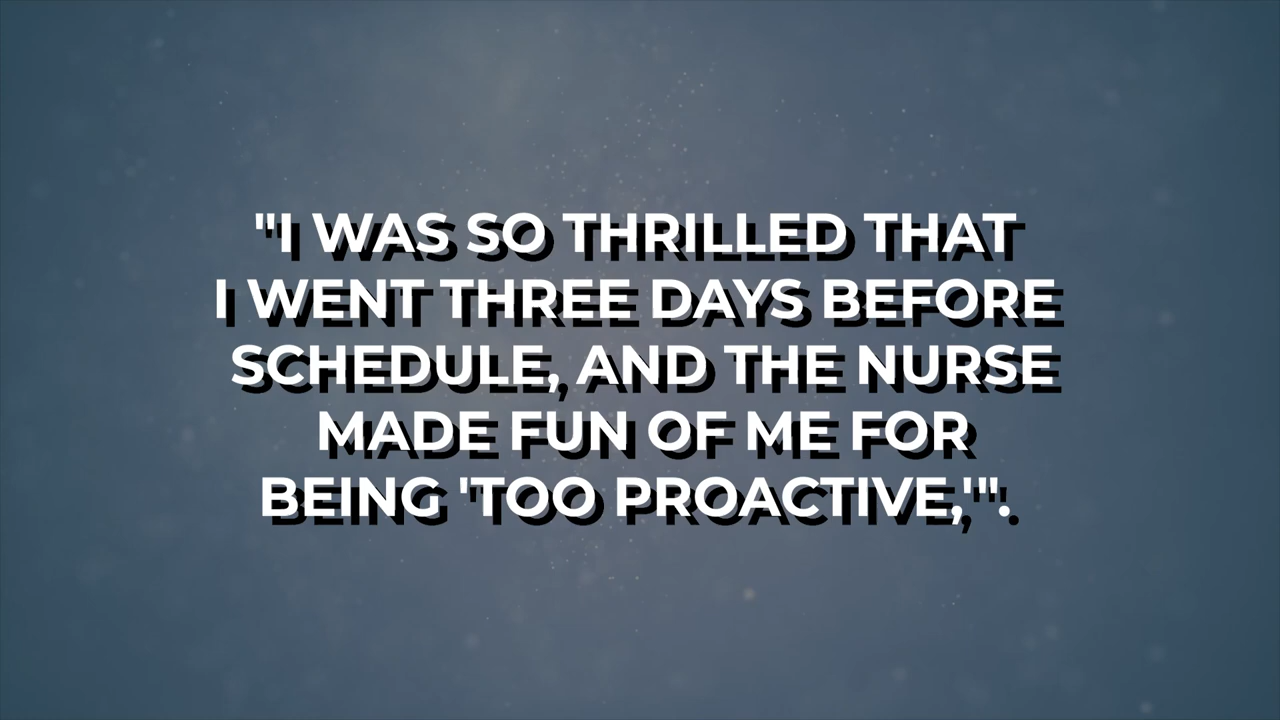 "I WAS SO THRILLED THAT
I WENT THREE DAYS BEFORE
SCHEDULE, AND THE NURSE
MADE FUN OF ME FOR
BEING 'TOO PROACTIVE,'".